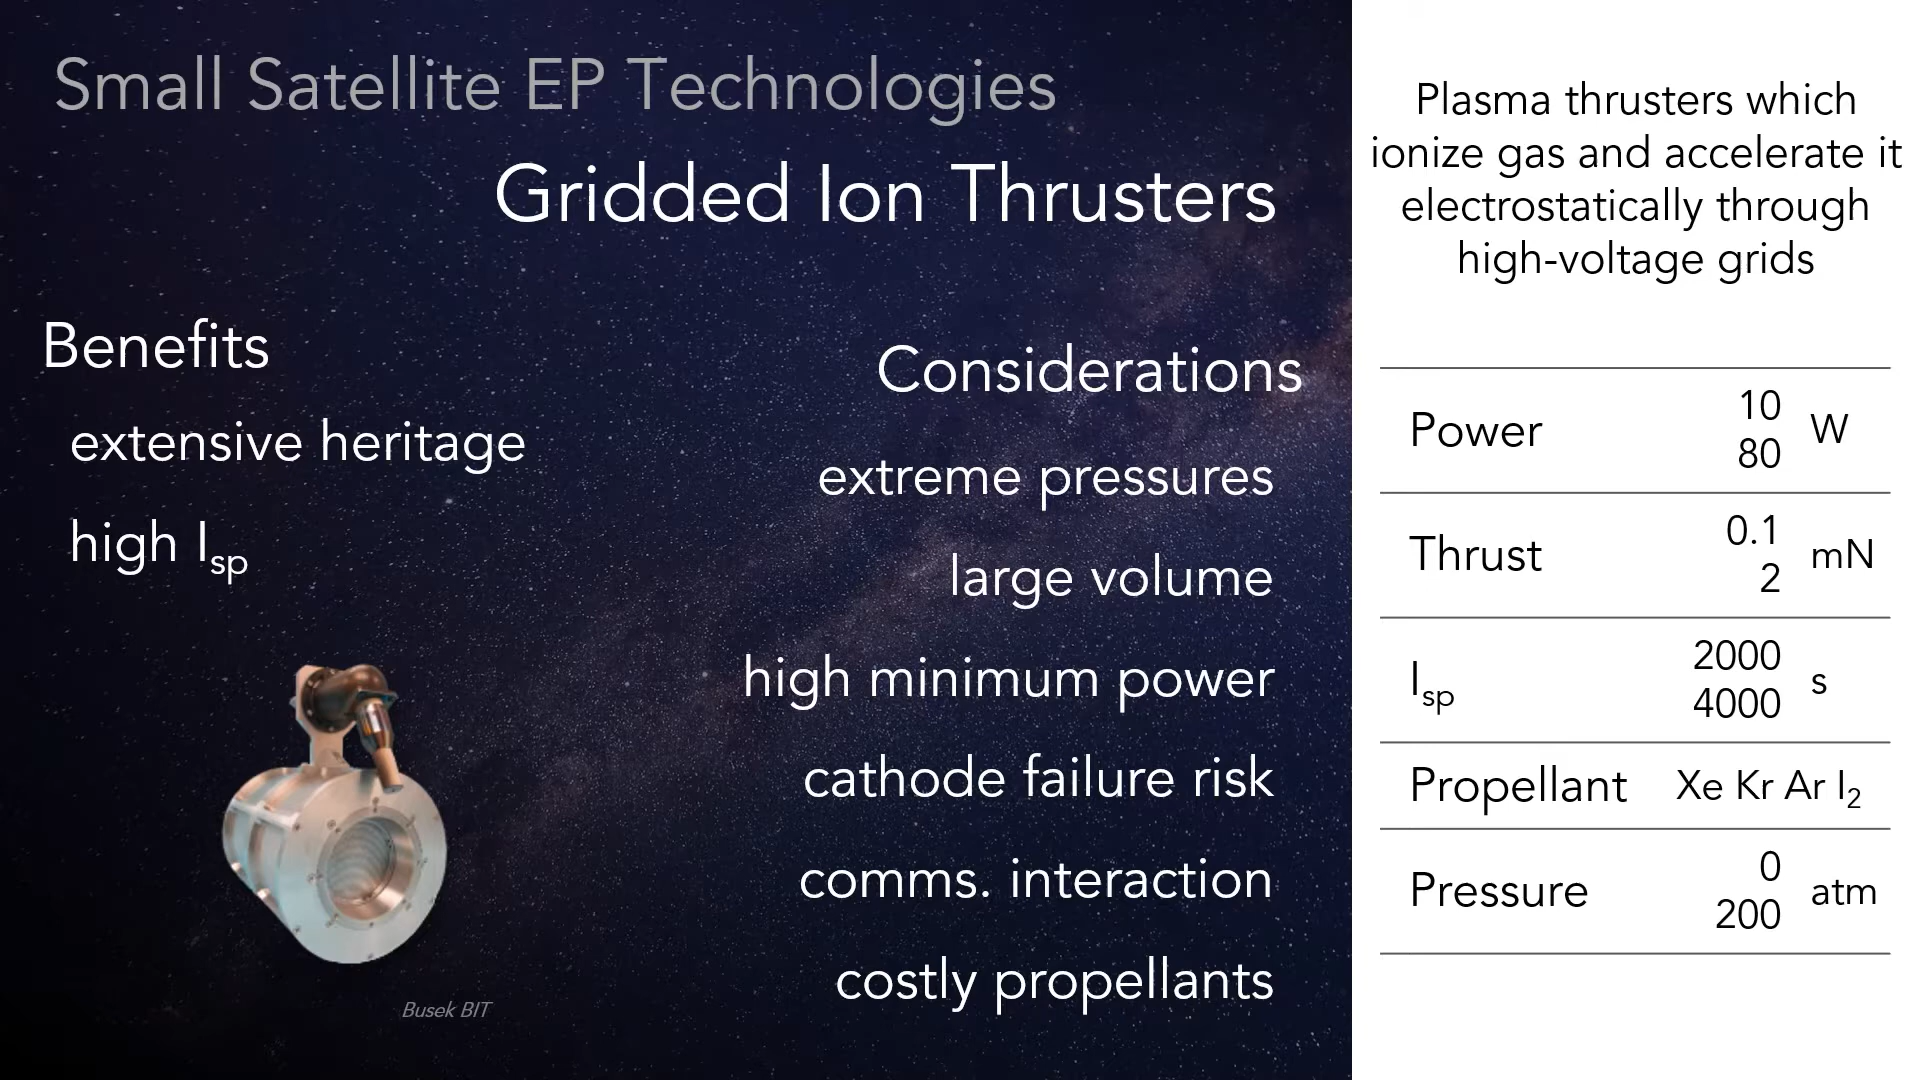 Small Satellite EP Technologies
Gridded Ion Thrusters
Benefits
extensive heritage
high Isp
Busek BIT
Considerations
extreme pressures
large volume
high minimum power
cathode failure risk
comms. interaction
costly propellants
Plasma thrusters which
ionize gas and accelerate it
electrostatically through
high-voltage grids
Power 10 80 W
Thrust 0.1 2 mN
Isp 2000 4000 s
Propellant Xe Kr Ar I2
Pressure 0 200 atm